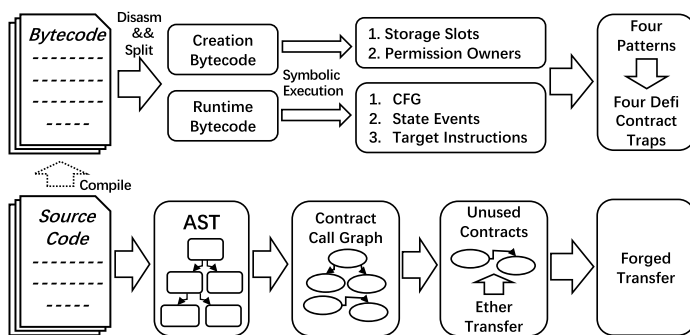 Bytecode
Disasm
&&
Split
Creation
Bytecode
1. Storage Slots
2. Permission Owners
Symbolic
Execution
Runtime
Bytecode
1. CFG
2. State Events
3. Target Instructions
Four
Patterns
Four Defi
Contract
Traps
Compile
Source
Code
AST
Contract
Call Graph
Unused
Contracts
Ether
Transfer
Forged
Transfer